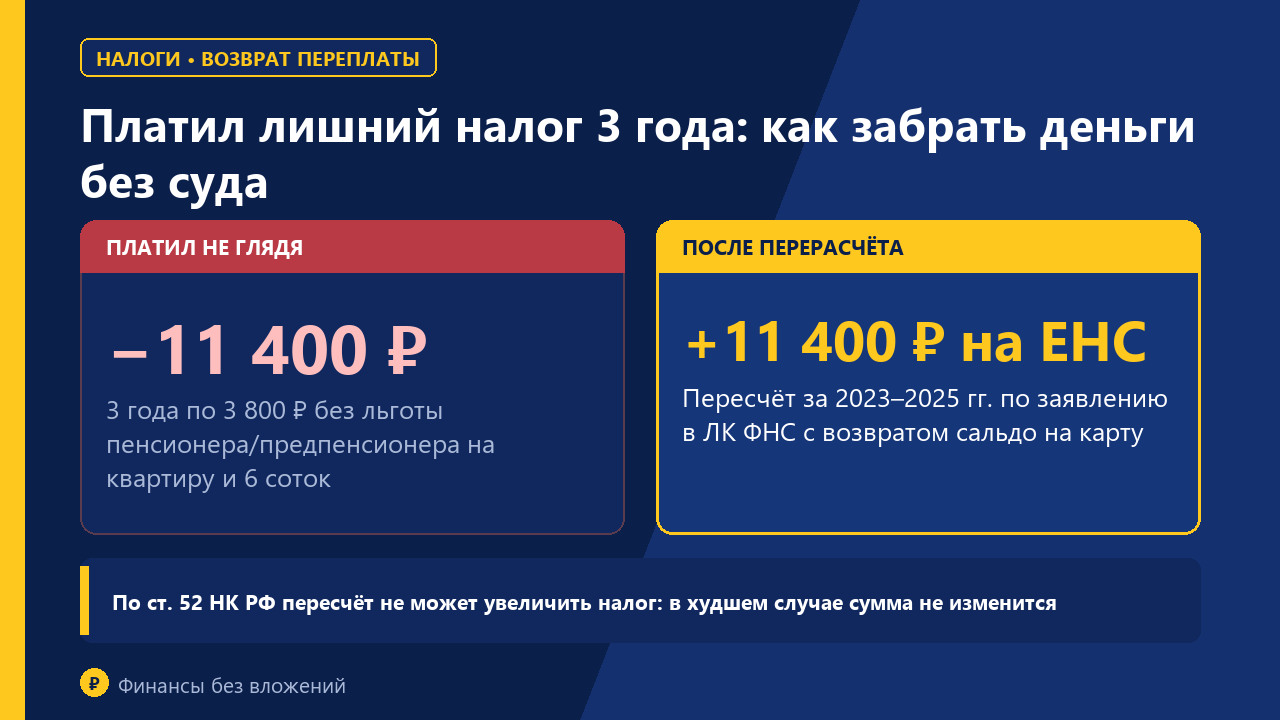 НАЛОГИ • ВОЗВРАТ ПЕРЕПЛАТЫ
Платил лишний налог 3 года: как забрать деньги
без суда
ПЛАТИЛ НЕ ГЛЯДЯ
−11 400 ₽
3 года по 3 800 ₽ без льготы
пенсионера/предпенсионера на
квартиру и 6 соток
ПОСЛЕ ПЕРЕРАСЧЁТА
+11 400 ₽ на ЕНС
Пересчёт за 2023–2025 гг. по заявлению
в ЛК ФНС с возвратом сальдо на карту
По ст. 52 НК РФ пересчёт не может увеличить налог: в худшем случае сумма не изменится
₽ Финансы без вложений